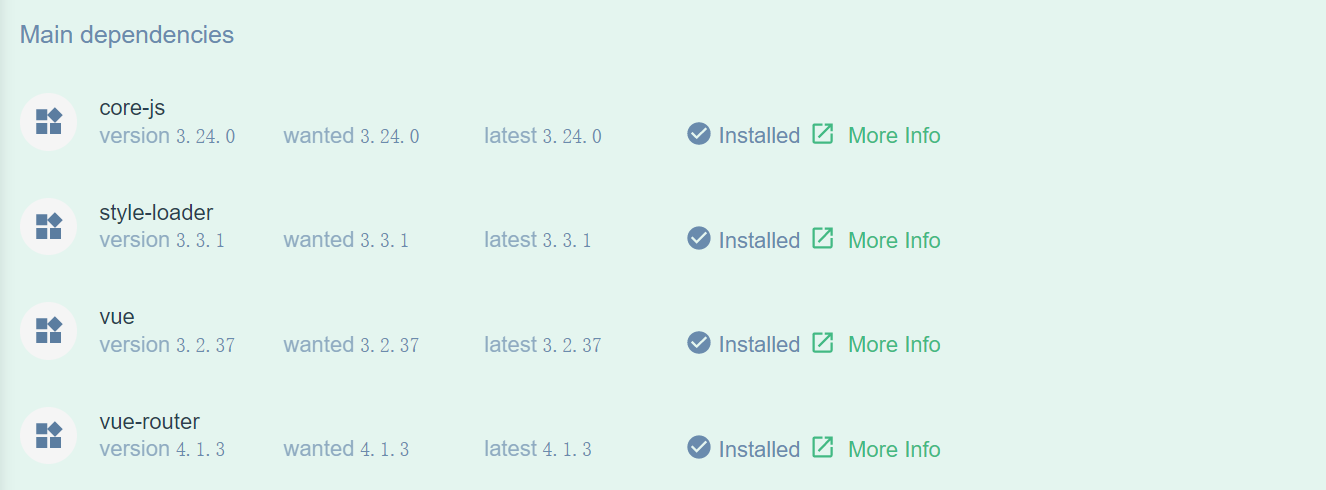 Main dependencies
core-js
version 3.24.0 wanted 3.24.0 latest 3.24.0 Installed More Info
style-loader
version 3.3.1 wanted 3.3.1 latest 3.3.1 Installed More Info
vue
version 3.2.37 wanted 3.2.37 latest 3.2.37 Installed More Info
vue-router
version 4.1.3 wanted 4.1.3 latest 4.1.3 Installed More Info